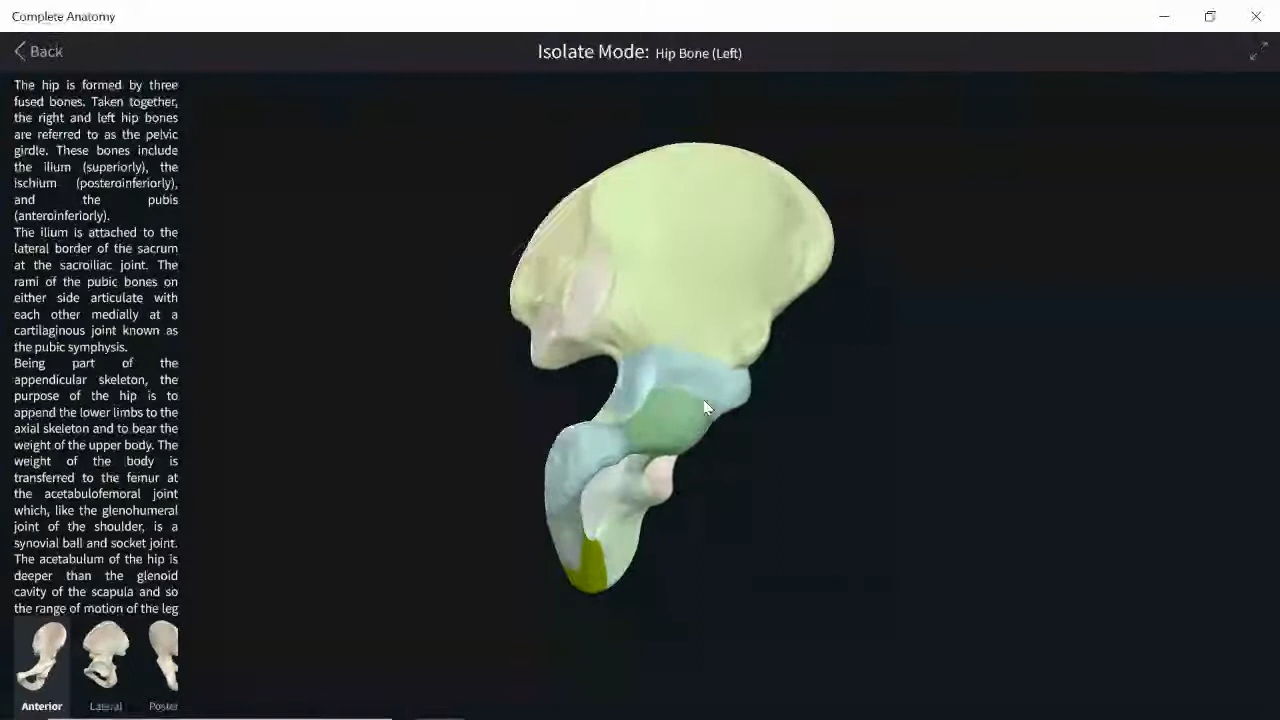 Complete Anatomy
Back
Isolate Mode: Hip Bone (Left)
The hip is formed by three
fused bones. Taken together,
the right and left hip bones
are referred to as the pelvic
girdle. These bones include
the ilium (superiorly), the
ischium (posteroinferiorly),
and the pubis
(anteroinferiorly).
The ilium is attached to the
lateral border of the sacrum
at the sacroiliac joint. The
rami of the pubic bones on
either side articulate with
each other medially at a
cartilaginous joint known as
the pubic symphysis.
Being part of the
appendicular skeleton, the
purpose of the hip is to
append the lower limbs to the
axial skeleton and to bear the
weight of the upper body. The
weight of the body is
transferred to the femur at
the acetabulofemoral joint
which, like the glenohumeral
joint of the shoulder, is a
synovial ball and socket joint.
The acetabulum of the hip is
deeper than the glenoid
cavity of the scapula and so
the range of motion of the leg
Anterior
Lateral
Poster